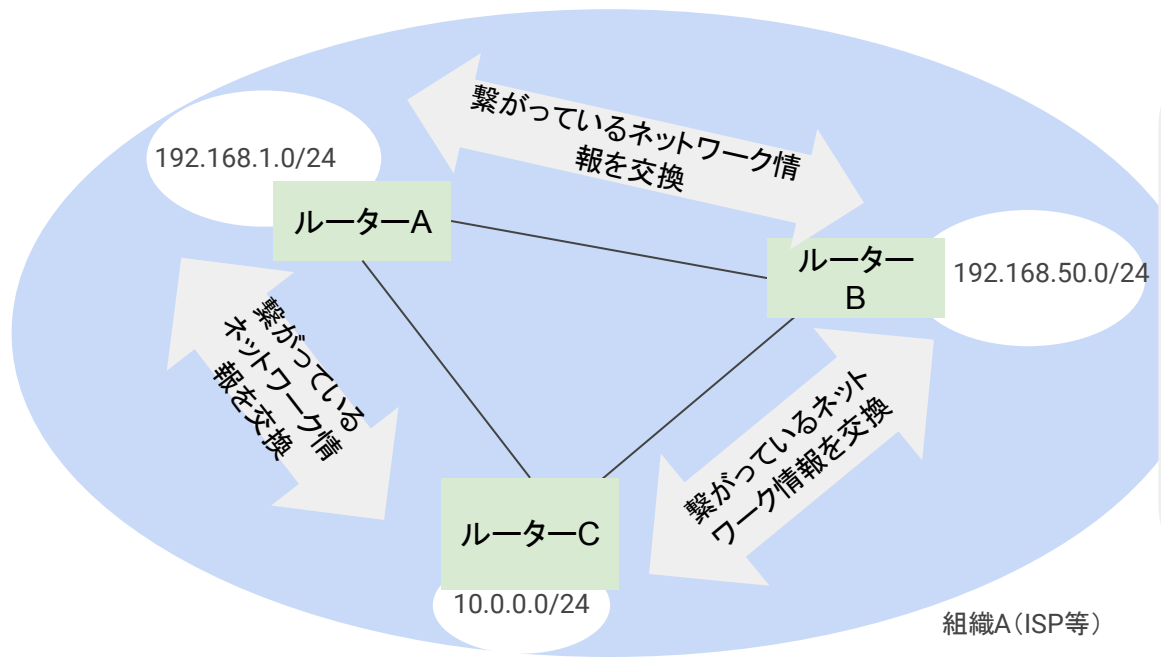 繋がっているネットワーク情
報を交換
192.168.1.0/24
ルーターA
ルーター
B
192.168.50.0/24
繋がっている
ネットワーク情
報を交換
繋がっているネット
ワーク情報を交換
ルーターC
10.0.0.0/24
組織A（ISP等）